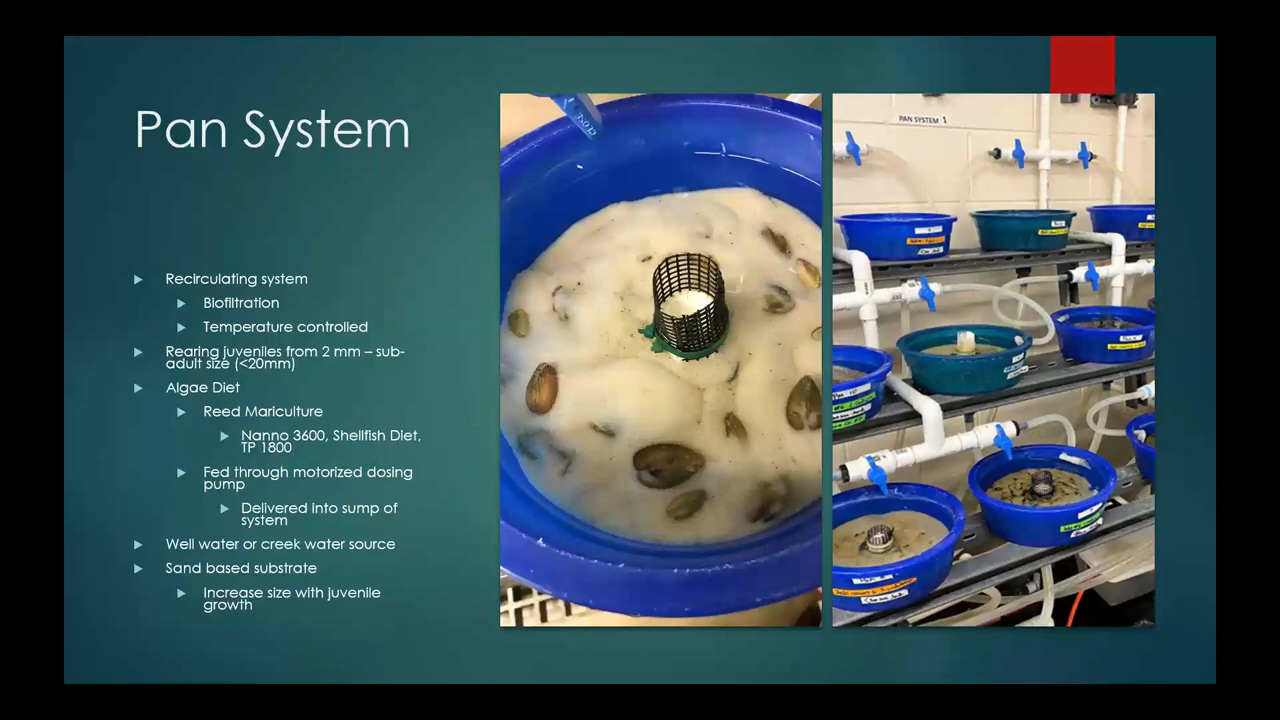 Pan System
Recirculating system
Biofiltration
Temperature controlled
Rearing juveniles from 2 mm – sub-
adult size (<20mm)
Algae Diet
Reed Mariculture
Nanno 3600, Shellfish Diet,
TP 1800
Fed through motorized dosing
pump
Delivered into sump of
system
Well water or creek water source
Sand based substrate
Increase size with juvenile
growth
PAN SYSTEM 1